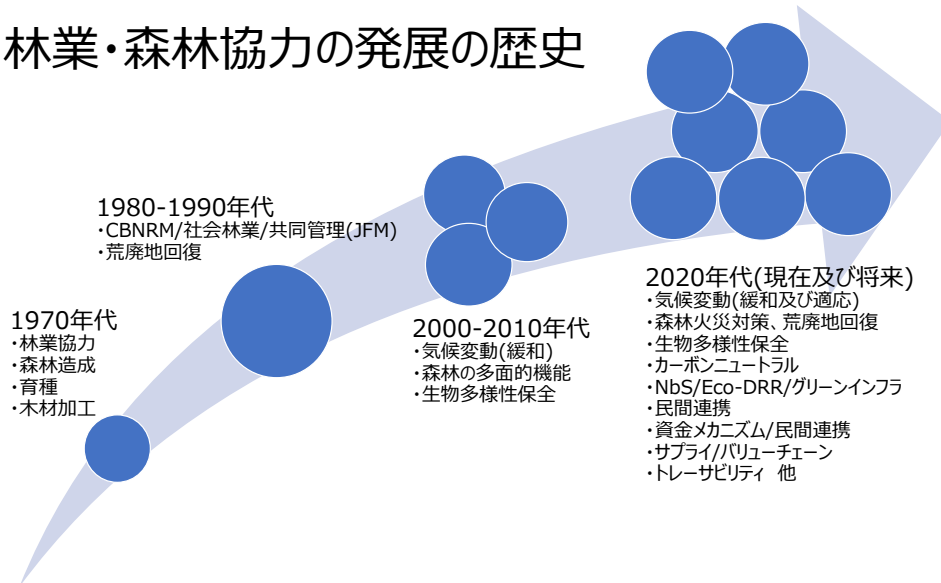 林業・森林協力の発展の歴史
1970年代
・林業協力
・森林造成
・育種
・木材加工
1980-1990年代
・CBNRM/社会林業/共同管理(JFM)
・荒廃地回復
2000-2010年代
・気候変動(緩和)
・森林の多面的機能
・生物多様性保全
2020年代(現在及び将来)
・気候変動(緩和及び適応)
・森林火災対策、荒廃地回復
・生物多様性保全
・カーボンニュートラル
・NbS/Eco-DRR/グリーンインフラ
・民間連携
・資金メカニズム/民間連携
・サプライ/バリューチェーン
・トレーサビリティ 他